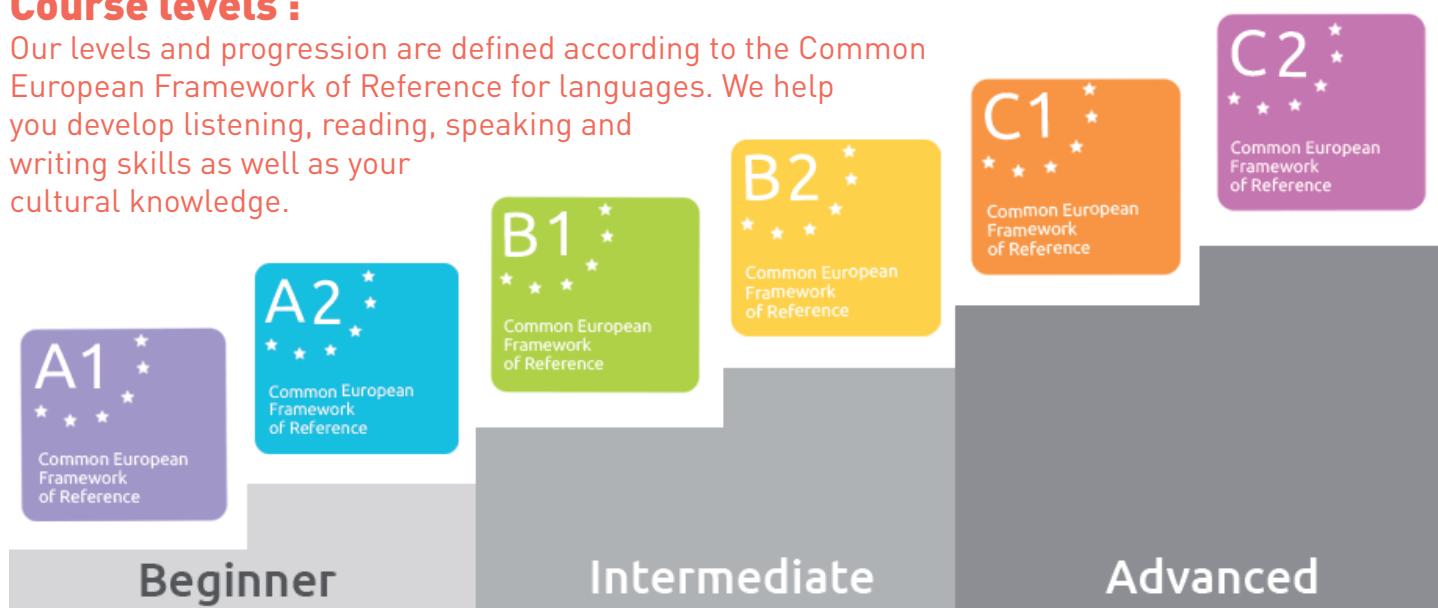 Course levels :
Our levels and progression are defined according to the Common
European Framework of Reference for languages. We help
you develop listening, reading, speaking and
writing skills as well as your
cultural knowledge.
A1
Common European
Framework
of Reference
A2
Common European
Framework
of Reference
B1
Common European
Framework
of Reference
B2
Common European
Framework
of Reference
C1
Common European
Framework
of Reference
C2
Common European
Framework
of Reference
Beginner
Intermediate
Advanced